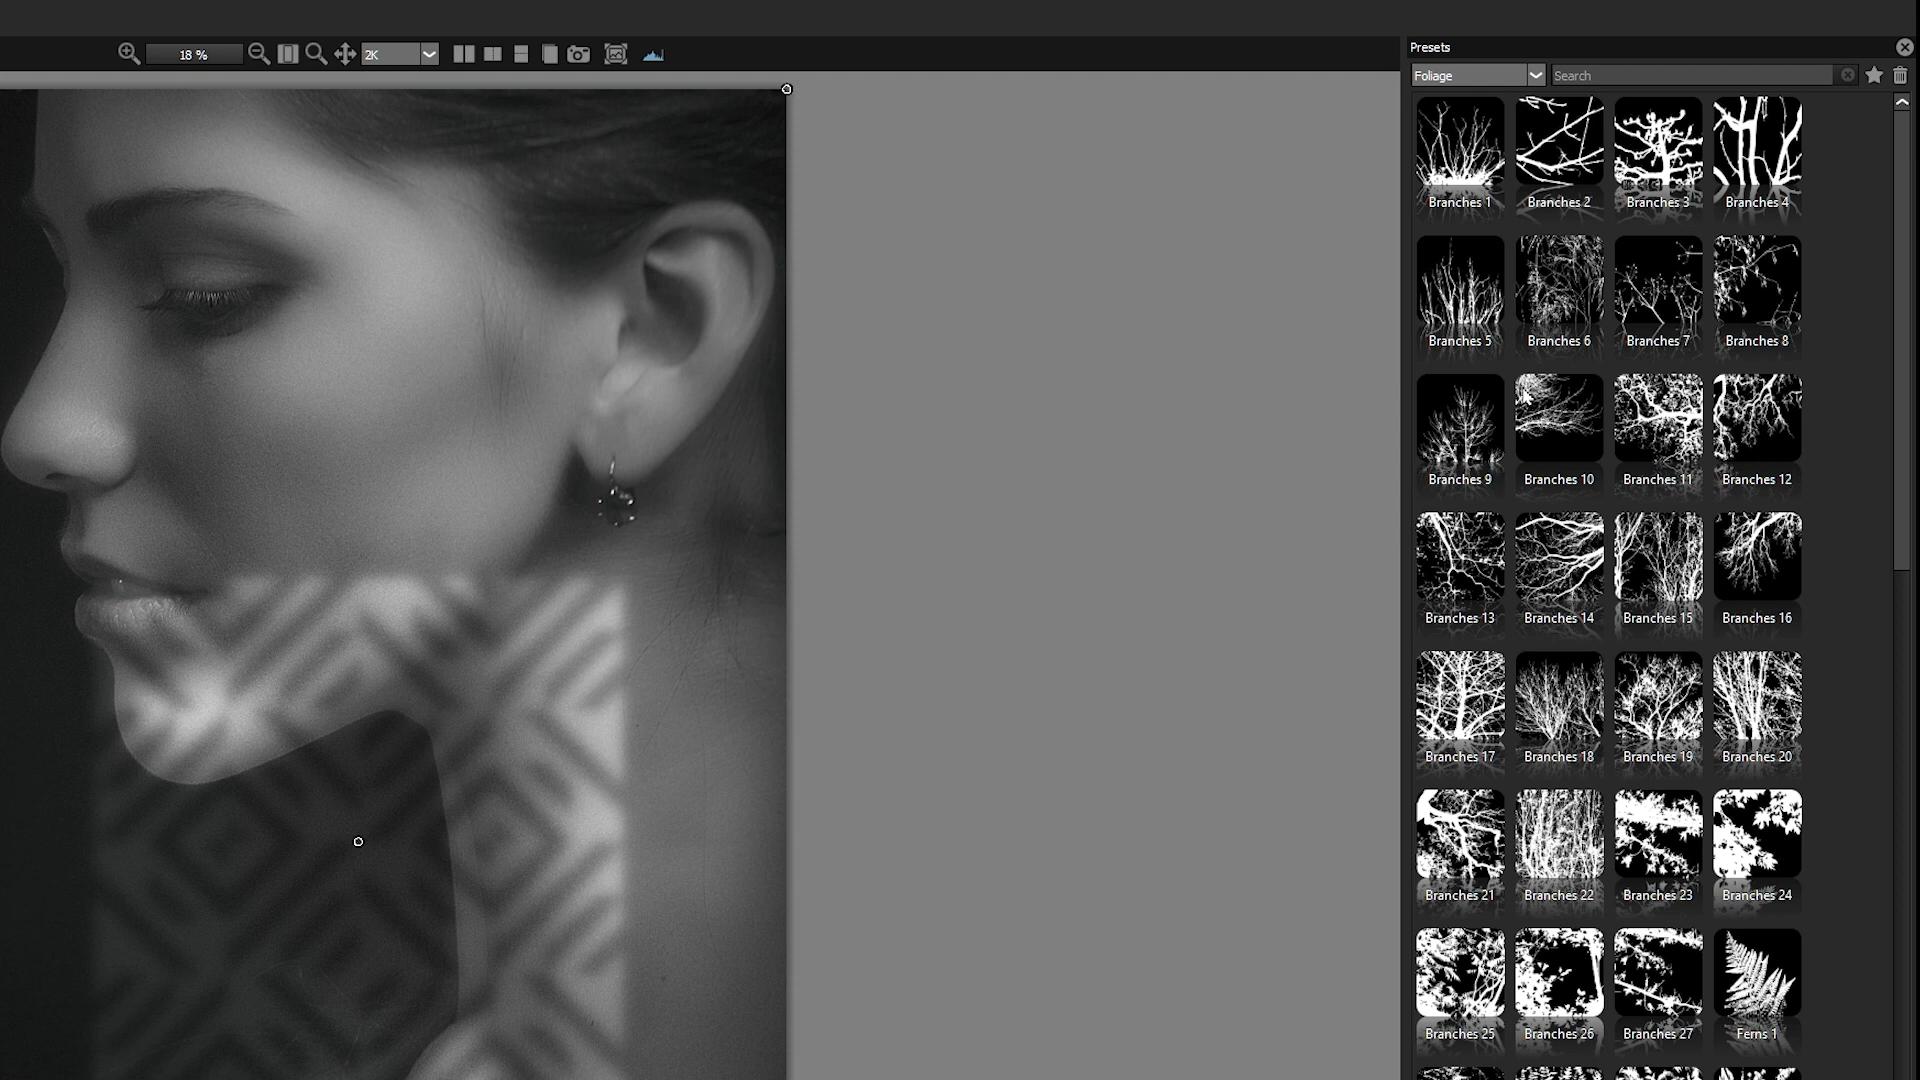 Presets
18 %
2K
Foliage
Search
Branches 1
Branches 2
Branches 3
Branches 4
Branches 5
Branches 6
Branches 7
Branches 8
Branches 9
Branches 10
Branches 11
Branches 12
Branches 13
Branches 14
Branches 15
Branches 16
Branches 17
Branches 18
Branches 19
Branches 20
Branches 21
Branches 22
Branches 23
Branches 24
Branches 25
Branches 26
Branches 27
Ferns 1